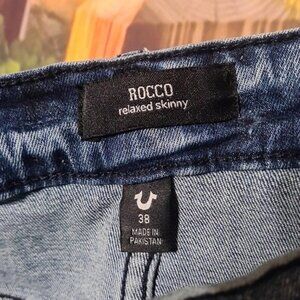 ROCCO
relaxed skinny
38
MADE IN
PAKISTAN